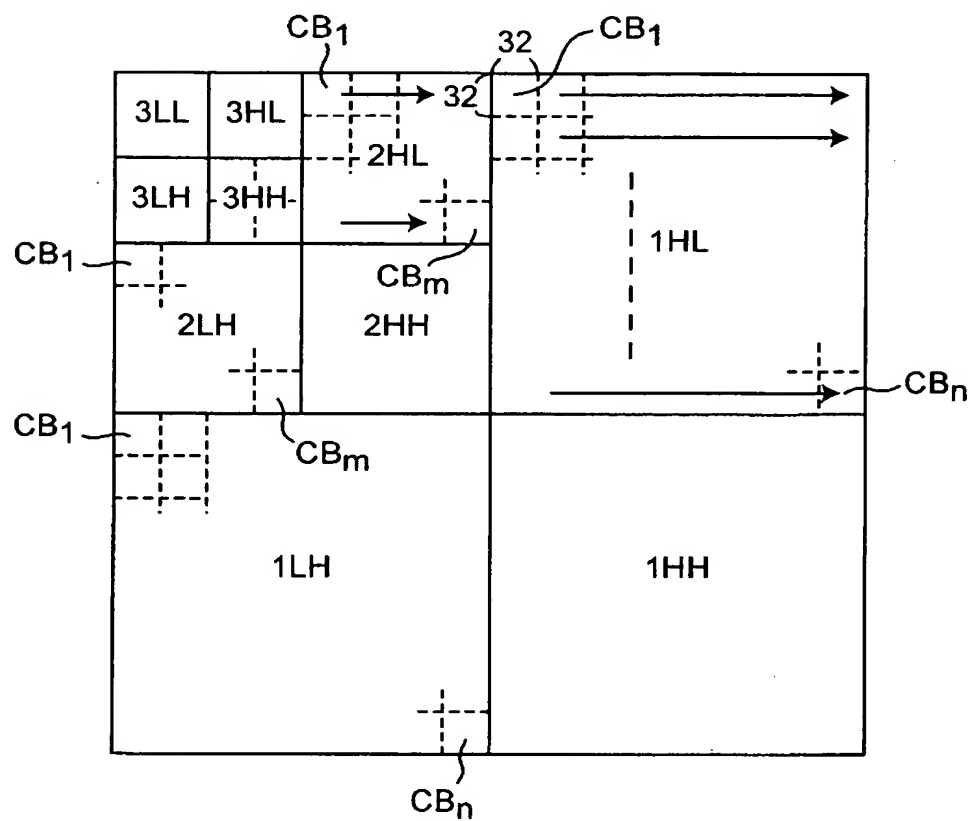 CB1 32 CB1
3LL 3HL 32
2HL
3LH 3HH
1HL
CB1 CBm
2LH 2HH
CBn
CB1 CBm
1LH 1HH
CBn